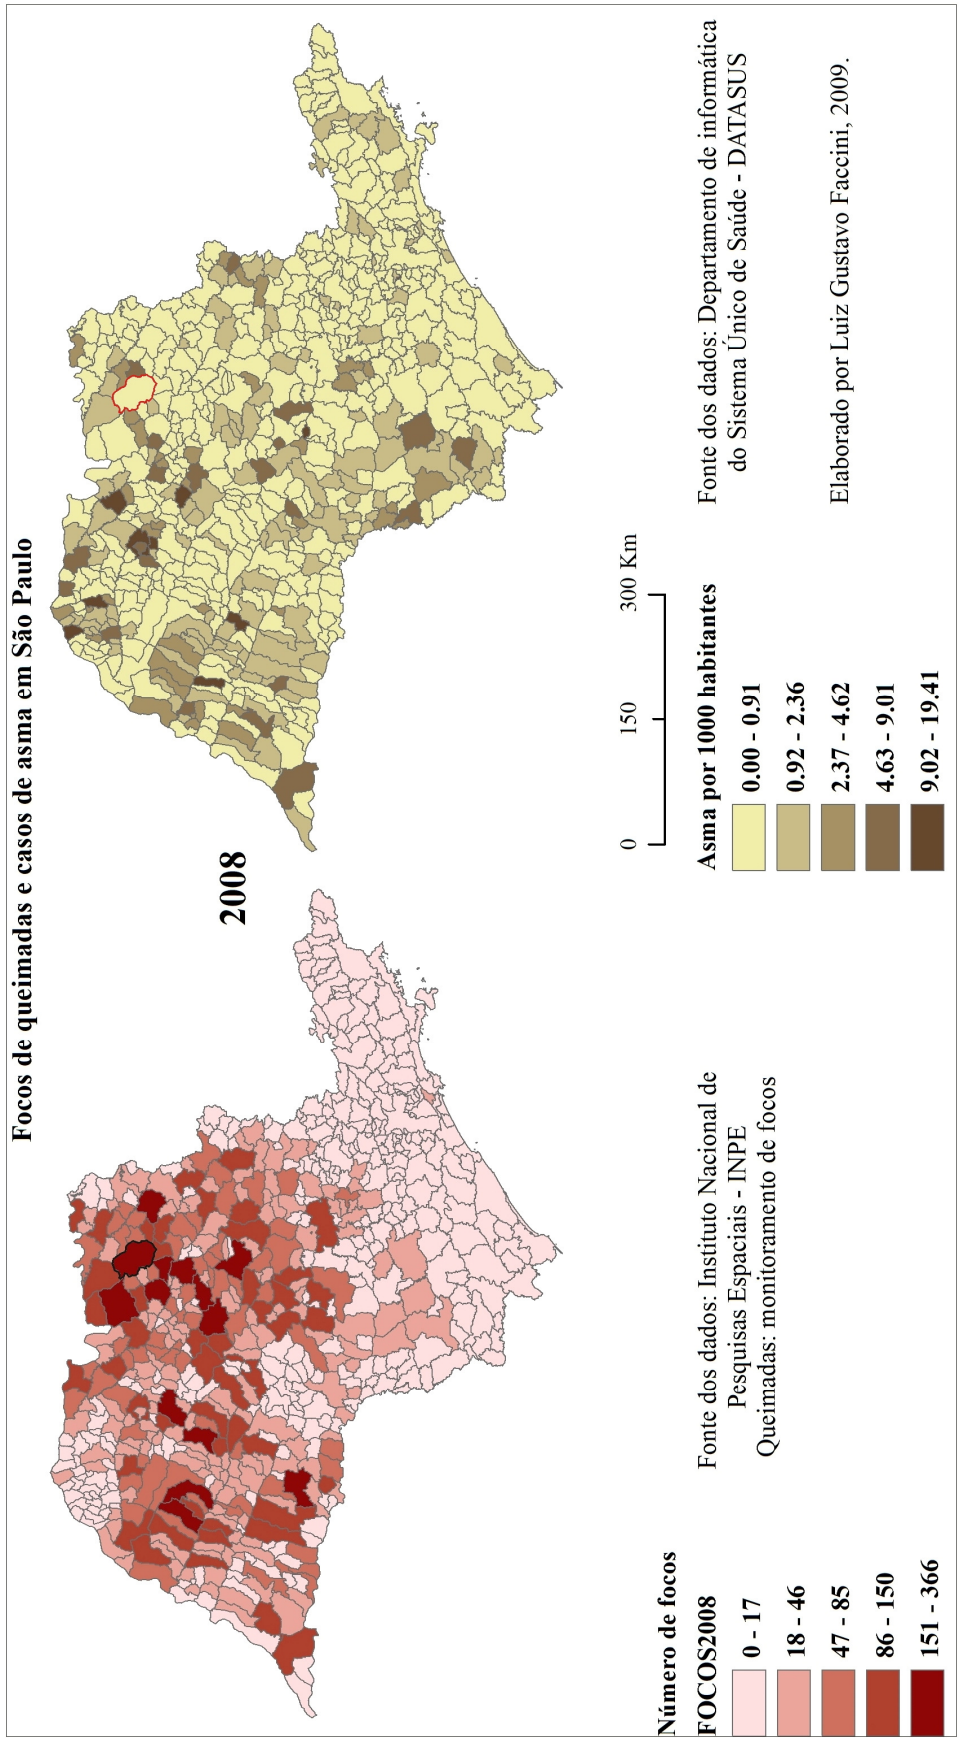 Focos de queimadas e casos de asma em São Paulo
2008
Número de focos
FOCOS2008
0 - 17
18 - 46
47 - 85
86 - 150
151 - 366
Fonte dos dados: Instituto Nacional de
Pesquisas Espaciais - INPE
Queimadas: monitoramento de focos
0 150 300 Km
Asma por 1000 habitantes
0.00 - 0.91
0.92 - 2.36
2.37 - 4.62
4.63 - 9.01
9.02 - 19.41
Fonte dos dados: Departamento de informática
do Sistema Único de Saúde - DATASUS
Elaborado por Luiz Gustavo Faccini, 2009.